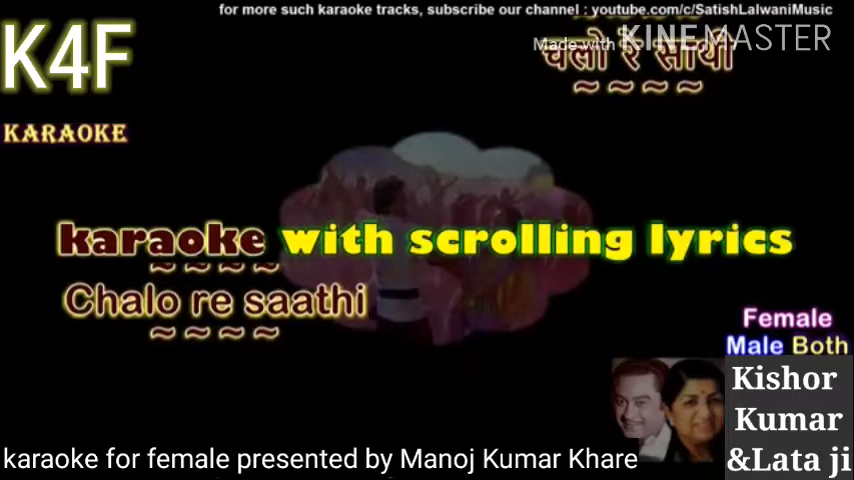 for more such karaoke tracks, subscribe our channel : youtube.com/c/SatishLalwaniMusic
K4F
Made with KINEMASTER
चलो रे साथी
~ ~ ~ ~
KARAOKE
karaoke with scrolling lyrics
~ ~ ~ ~
Chalo re saathi
~ ~ ~ ~
Female
Male Both
Kishor
Kumar
&Lata ji
karaoke for female presented by Manoj Kumar Khare